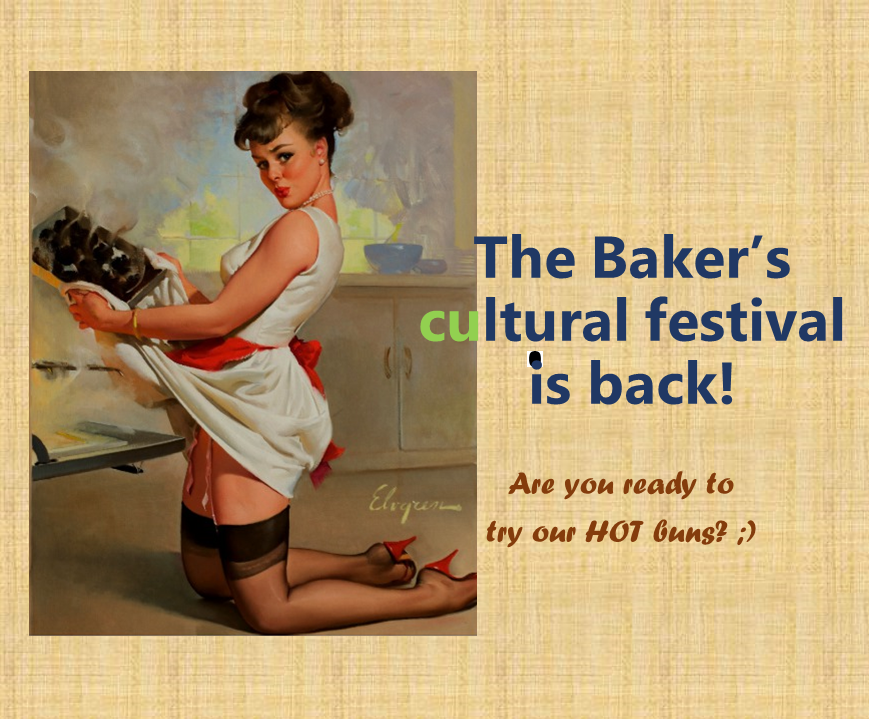 The Baker’s
cultural festival
is back!
Are you ready to
try our HOT buns? ;)
Elvgren